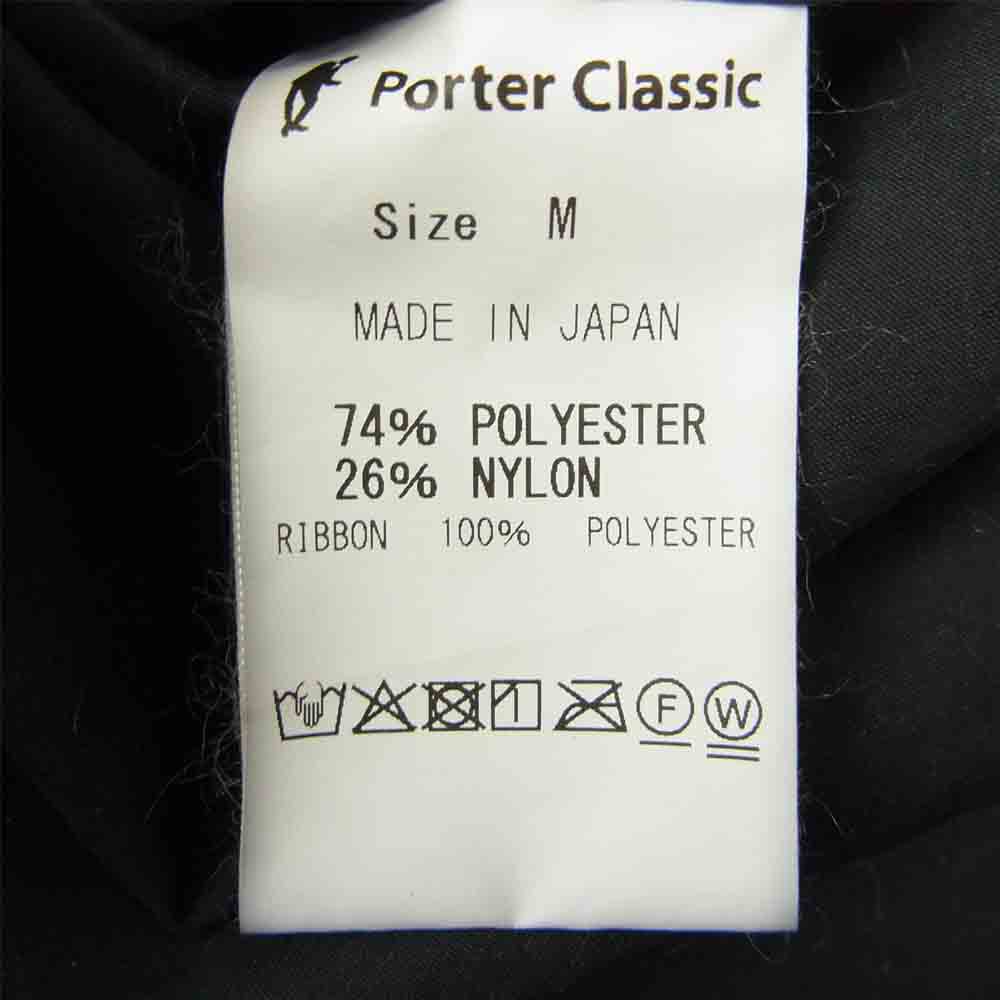 Porter Classic
Size M
MADE IN JAPAN
74% POLYESTER
26% NYLON
RIBBON 100% POLYESTER
F W